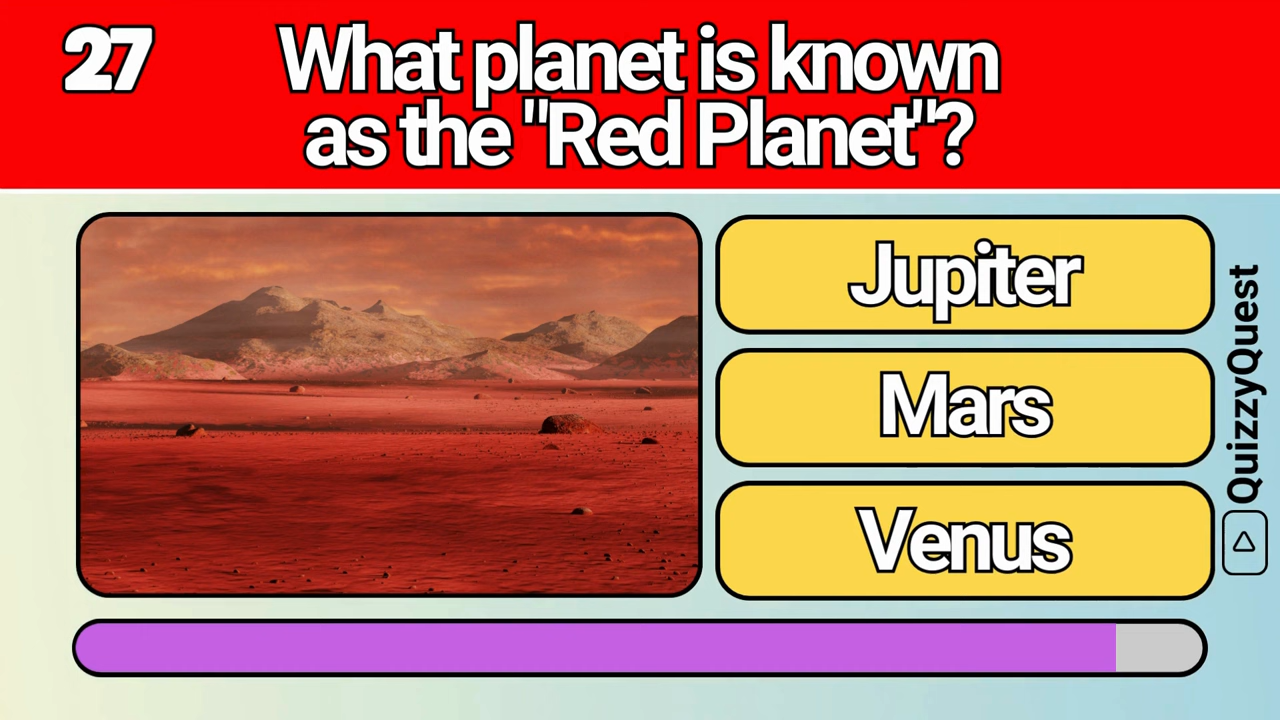 27
What planet is known
as the "Red Planet"?
Jupiter
Mars
Venus
QuizzyQuest